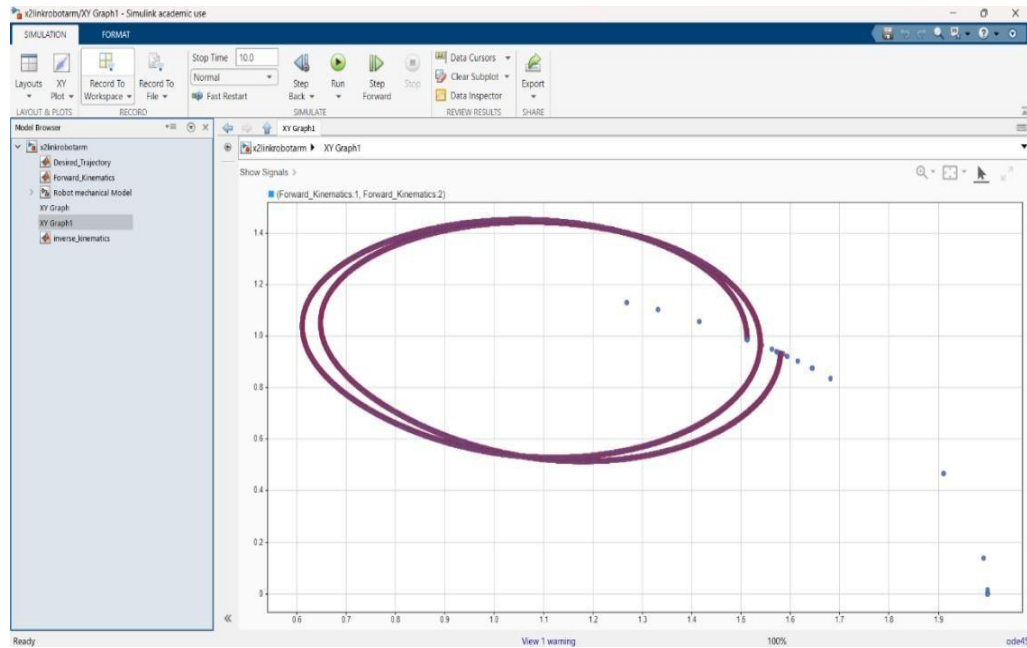 x2linkrobotarm/XY Graph1 - Simulink academic use
SIMULATION FORMAT
Stop Time 10.0
Normal
Fast Restart
Layouts
XY Plot
Record To Workspace
Record To File
Step Back
Run
Step Forward
Stop
Data Cursors
Clear Subplot
Data Inspector
Export
LAYOUT & PLOTS RECORD SIMULATE REVIEW RESULTS SHARE
Model Browser
XY Graph1
x2linkrobotarm
Desired_Trajectory
Forward_Kinematics
Robot mechanical Model
XY Graph
XY Graph1
inverse_kinematics
x2linkrobotarm XY Graph1
Show Signals
(Forward_Kinematics:1, Forward_Kinematics:2)
1.4
1.2
1.0
0.8
0.6
0.4
0.2
0
0.6 0.7 0.8 0.9 1.0 1.1 1.2 1.3 1.4 1.5 1.6 1.7 1.8 1.9
Ready View 1 warning 100% ode45